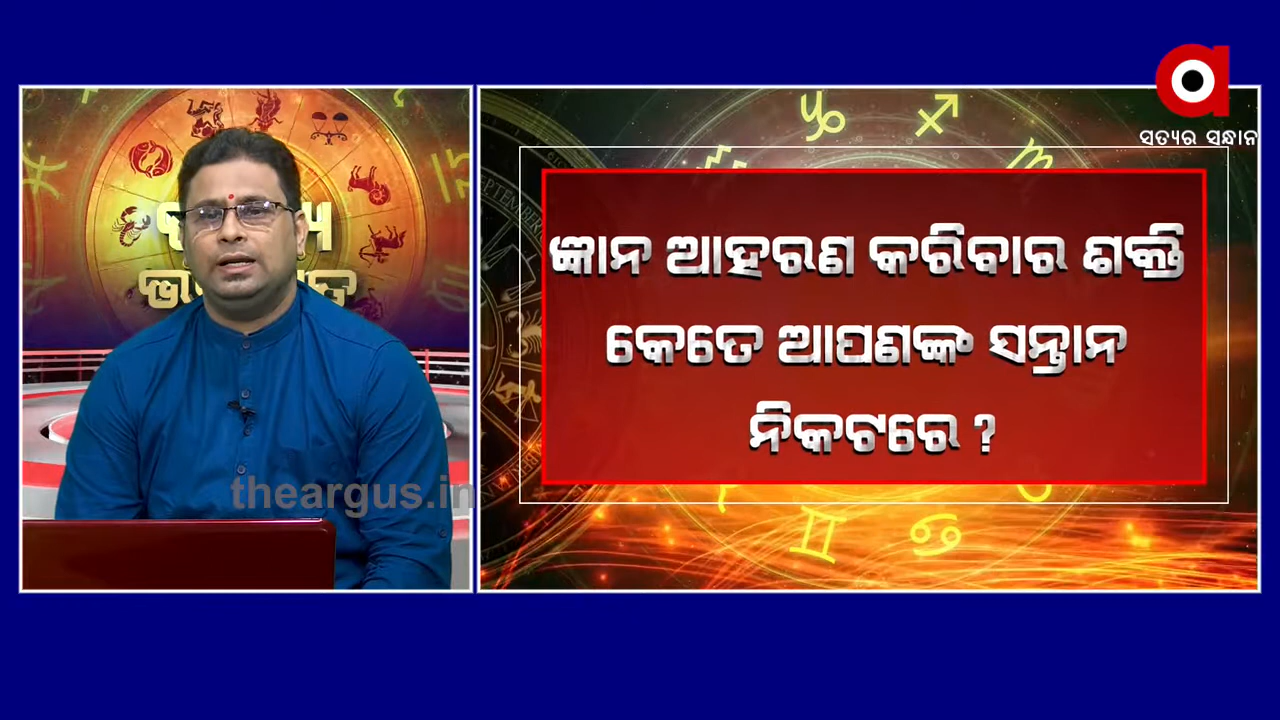 ସତ୍ୟର ସନ୍ଧାନ
ଜ୍ଞାନ ଆହରଣ କରିବାର ଶକ୍ତି
କେତେ ଆପଣଙ୍କ ସନ୍ତାନ
ନିକଟରେ ?
theargus.in